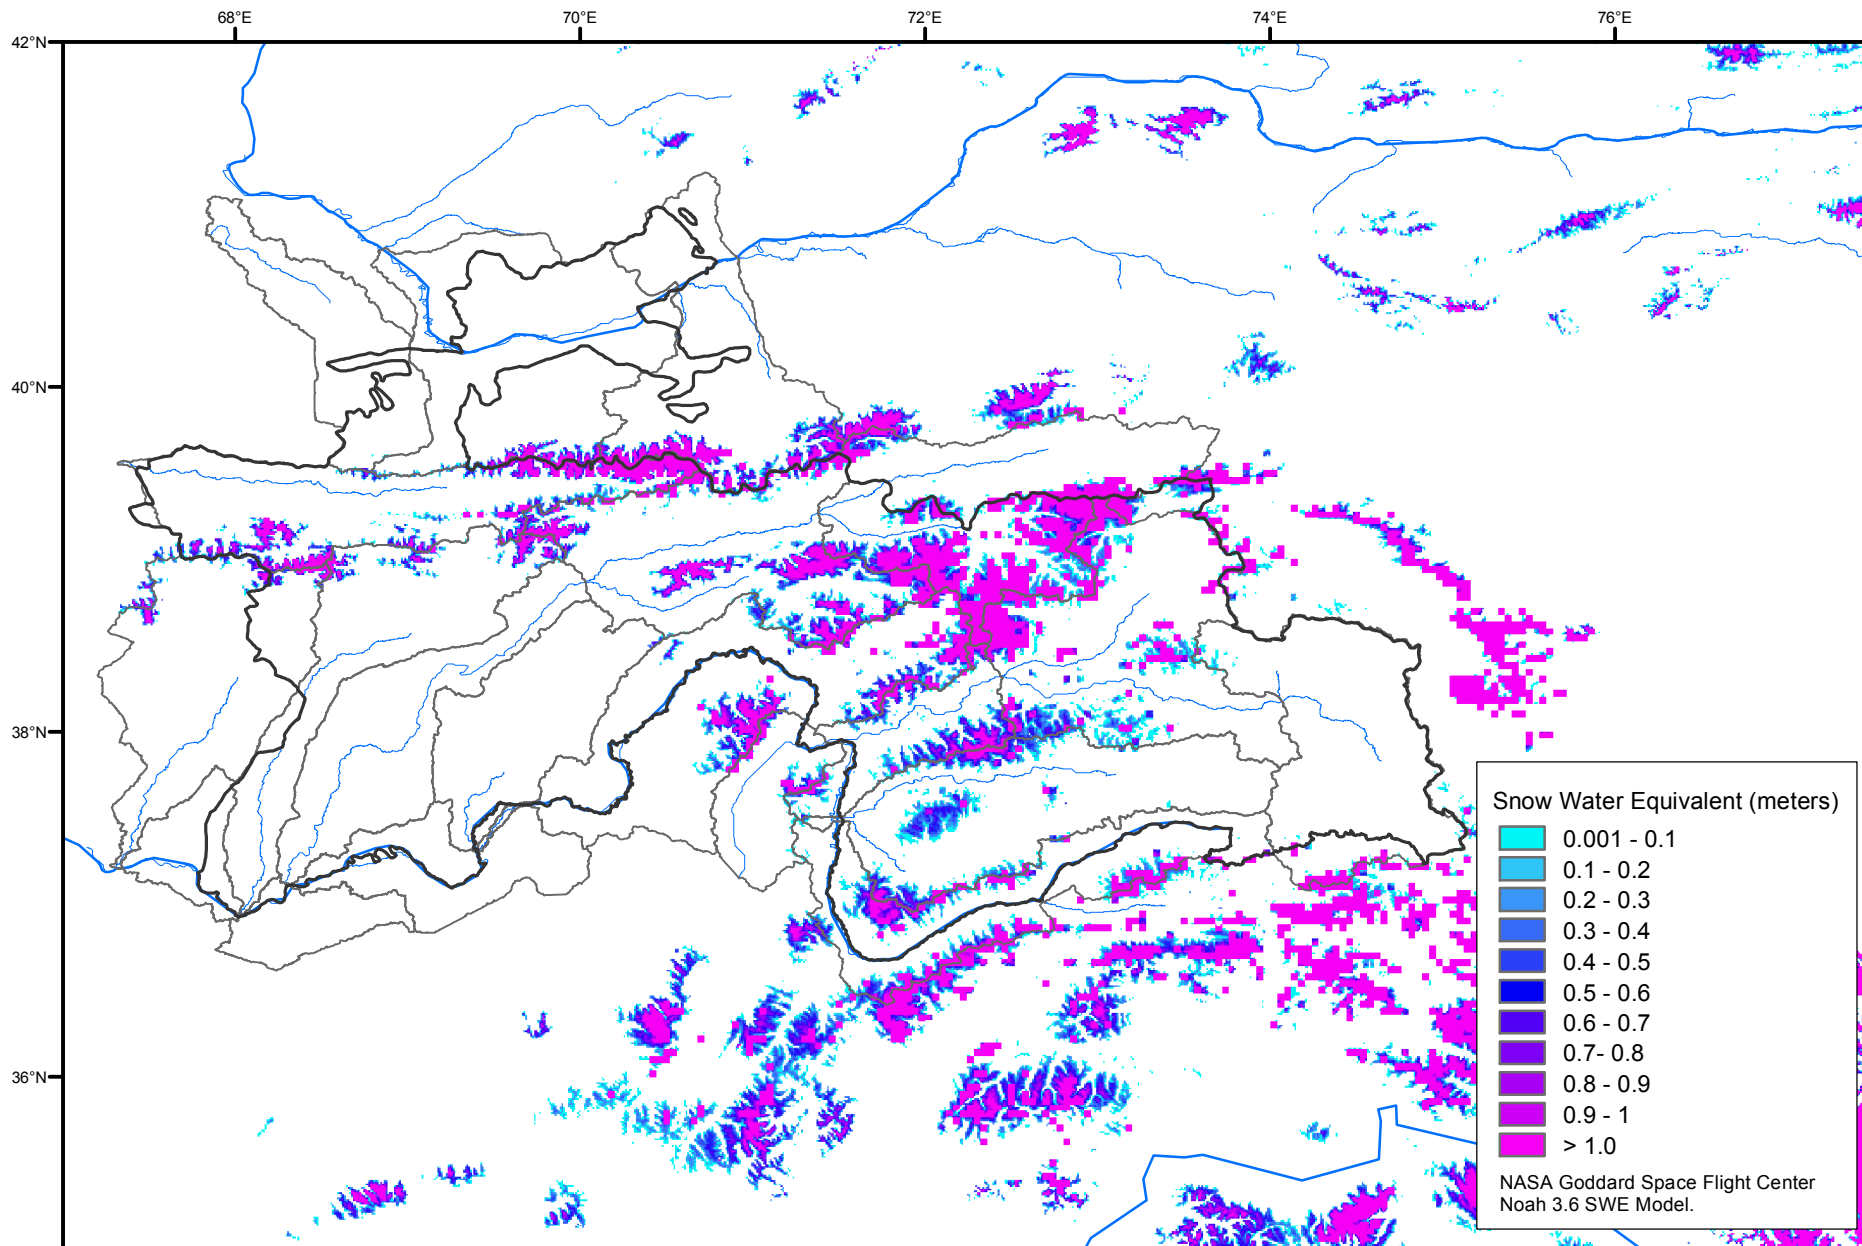 68°E
70°E
72°E
74°E
76°E
42°N
40°N
38°N
36°N
Snow Water Equivalent (meters)
0.001 - 0.1
0.1 - 0.2
0.2 - 0.3
0.3 - 0.4
0.4 - 0.5
0.5 - 0.6
0.6 - 0.7
0.7- 0.8
0.8 - 0.9
0.9 - 1
> 1.0
NASA Goddard Space Flight Center
Noah 3.6 SWE Model.